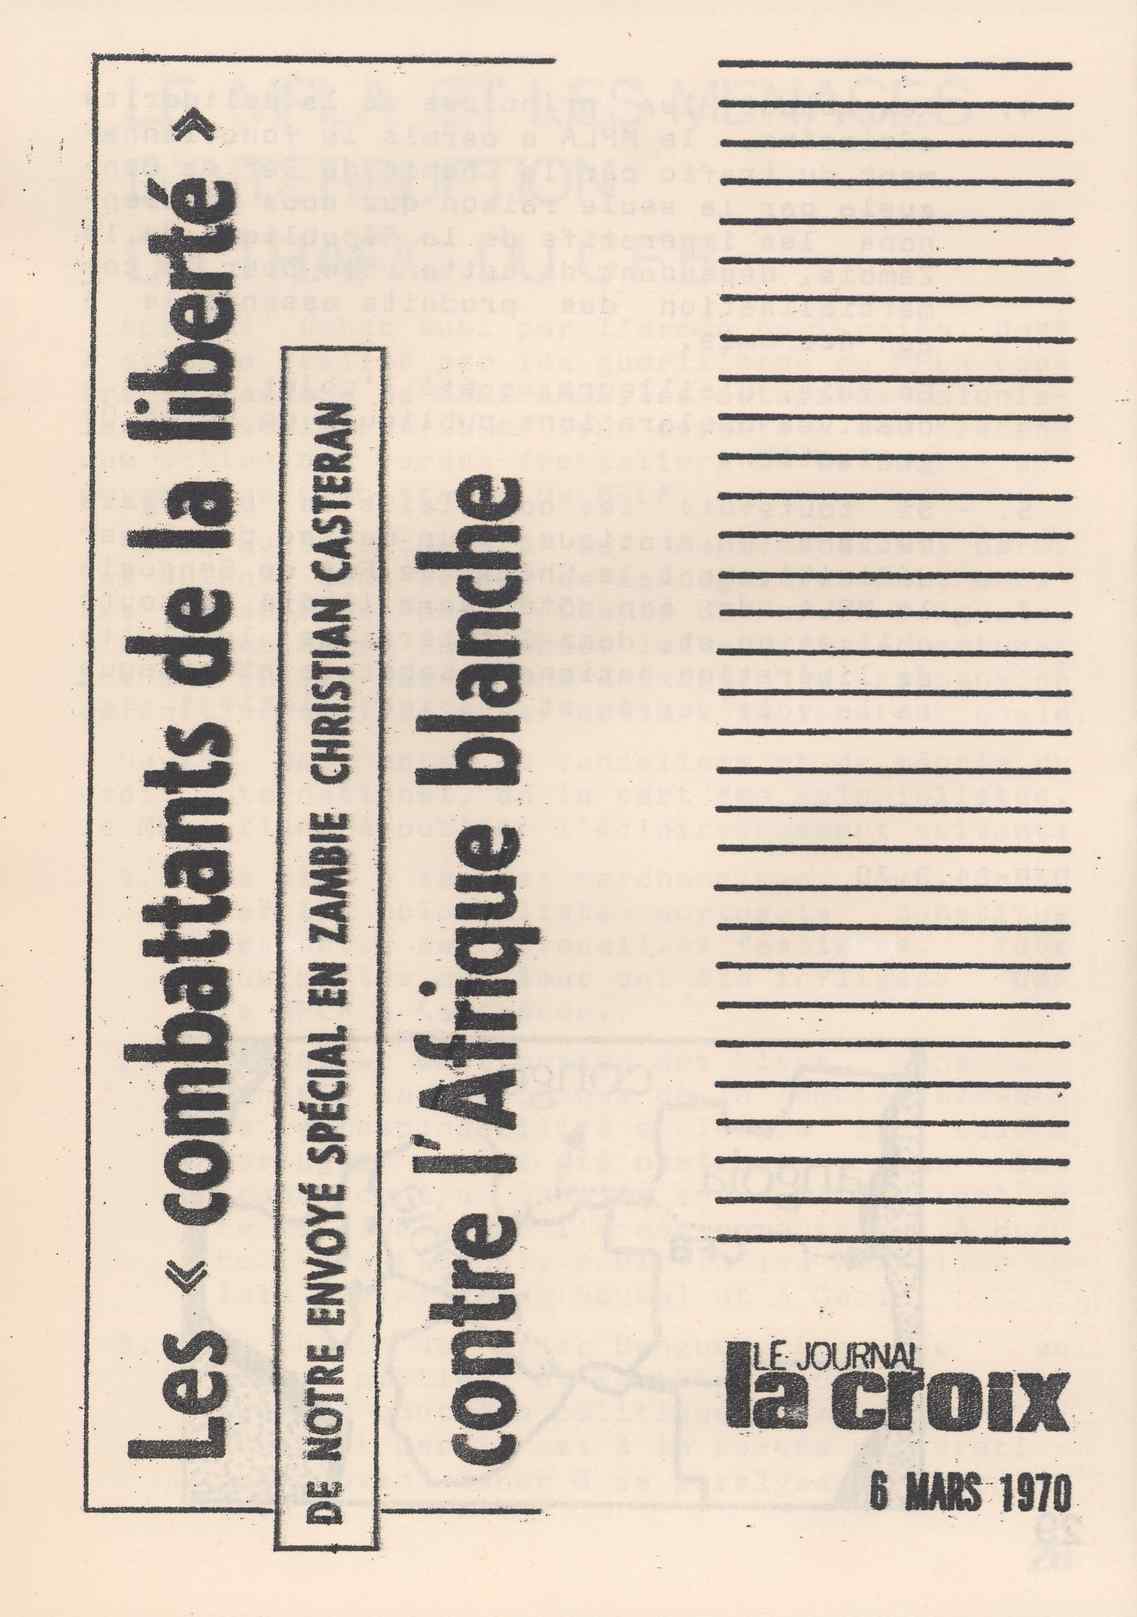 Les « combattants de la liberté »
DE NOTRE ENVOYÉ SPÉCIAL EN ZAMBIE CHRISTIAN CASTERAN
contre l'Afrique blanche
LE JOURNAL
la croix
6 MARS 1970